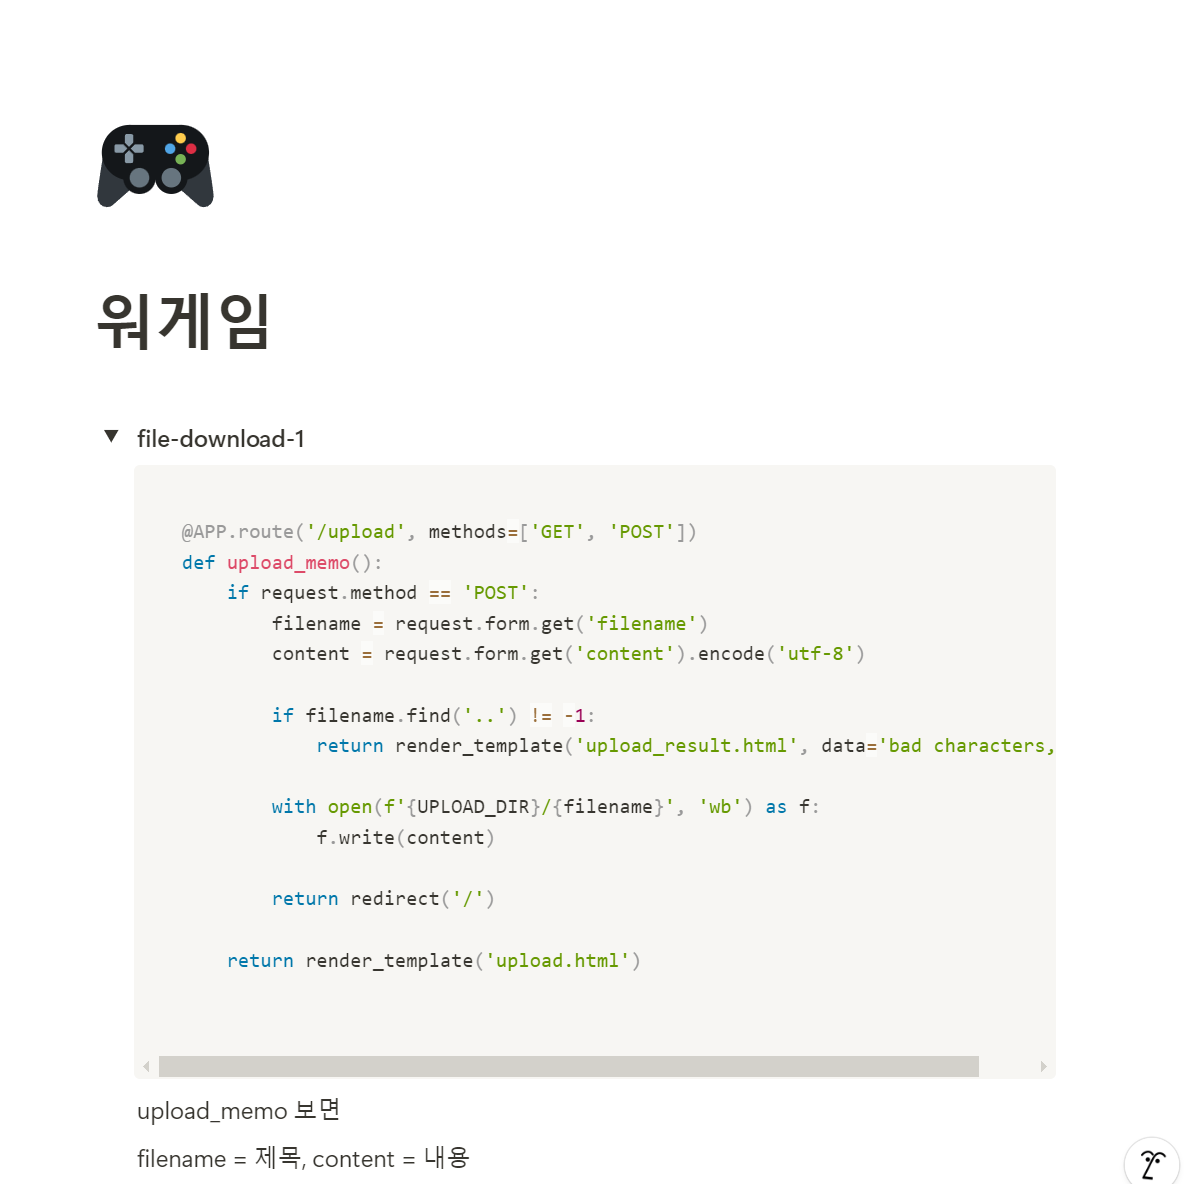 워게임
file-download-1
@APP.route('/upload', methods=['GET', 'POST'])
def upload_memo():
    if request.method == 'POST':
        filename = request.form.get('filename')
        content = request.form.get('content').encode('utf-8')
        if filename.find('..') != -1:
            return render_template('upload_result.html', data='bad characters,
        with open(f'{UPLOAD_DIR}/{filename}', 'wb') as f:
            f.write(content)
        return redirect('/')
    return render_template('upload.html')
upload_memo 보면
filename = 제목, content = 내용